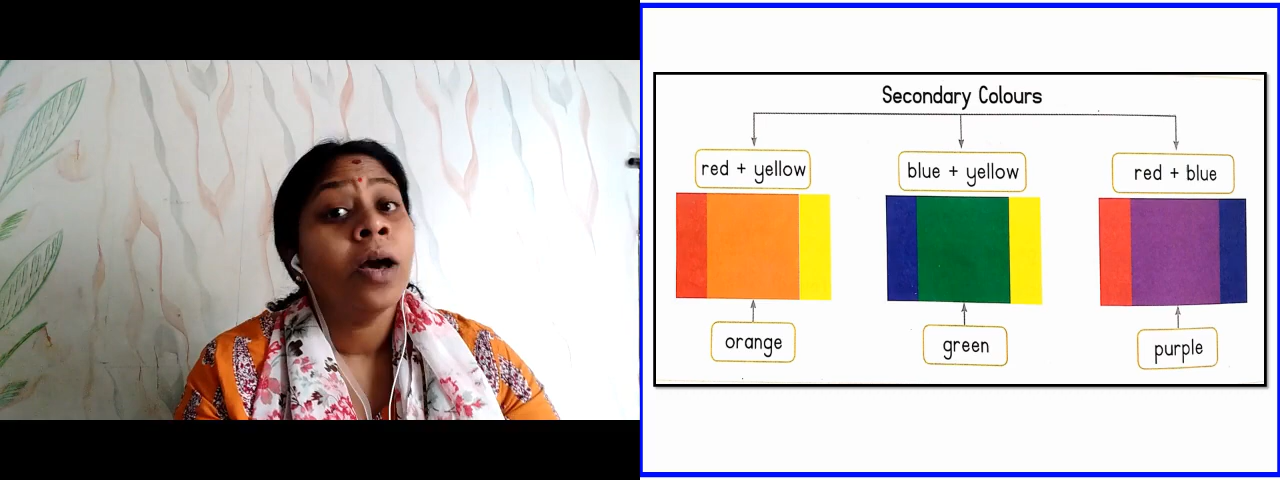 Secondary Colours
red + yellow
blue + yellow
red + blue
orange
green
purple